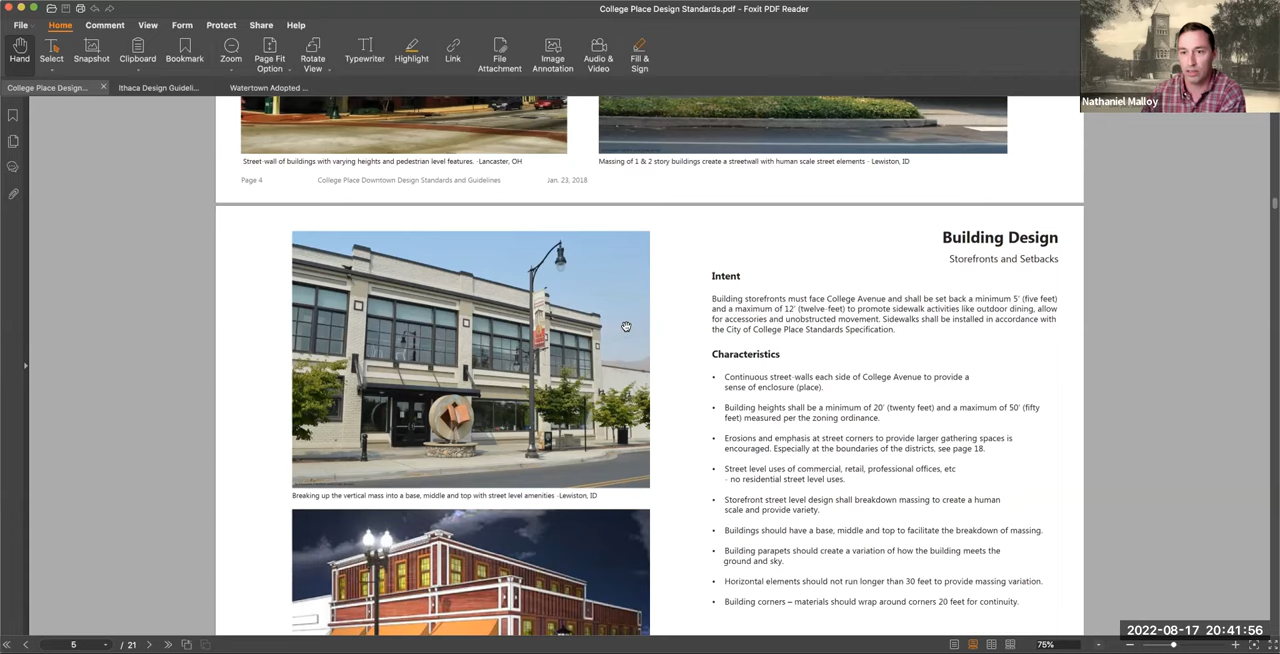 College Place Design Standards.pdf - Foxit PDF Reader
File Home Comment View Form Protect Share Help
Hand Select Snapshot Clipboard Bookmark Zoom Page Fit Option Rotate View Typewriter Highlight Link File Attachment Image Annotation Audio & Video Fill & Sign
College Place Design... Ithaca Design Guideli... Watertown Adopted ...
Nathaniel Malloy
Street-wall of buildings with varying heights and pedestrian level features. -Lancaster, OH
Massing of 1 & 2 story buildings create a streetwall with human scale street elements - Lewiston, ID
Page 4 College Place Downtown Design Standards and Guidelines Jan. 23, 2018
Building Design
Storefronts and Setbacks
Intent
Building storefronts must face College Avenue and shall be set back a minimum 5' (five feet)
and a maximum of 12' (twelve-feet) to promote sidewalk activities like outdoor dining, allow
for accessories and unobstructed movement. Sidewalks shall be installed in accordance with
the City of College Place Standards Specification.
Characteristics
• Continuous street-walls each side of College Avenue to provide a
sense of enclosure (place).
• Building heights shall be a minimum of 20' (twenty feet) and a maximum of 50' (fifty
feet) measured per the zoning ordinance.
• Erosions and emphasis at street corners to provide larger gathering spaces is
encouraged. Especially at the boundaries of the districts, see page 18.
• Street level uses of commercial, retail, professional offices, etc
- no residential street level uses.
• Storefront street level design shall breakdown massing to create a human
scale and provide variety.
• Buildings should have a base, middle and top to facilitate the breakdown of massing.
• Building parapets should create a variation of how the building meets the
ground and sky.
• Horizontal elements should not run longer than 30 feet to provide massing variation.
• Building corners – materials should wrap around corners 20 feet for continuity.
Breaking up the vertical mass into a base, middle and top with street level amenities -Lewiston, ID
2022-08-17 20:41:56
5 / 21
75%